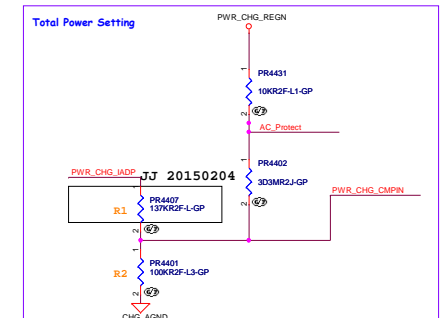 Total Power Setting
PWR_CHG_REGN
1
PR4431
10KR2F-L1-GP
2
AC_Protect
PWR_CHG_IADP
JJ 20150204
1
PR4402
3D3MR2J-GP
2
PWR_CHG_CMPIN
1
R1
PR4407
137KR2F-L-GP
2
1
R2
PR4401
100KR2F-L3-GP
2
CHG_AGND